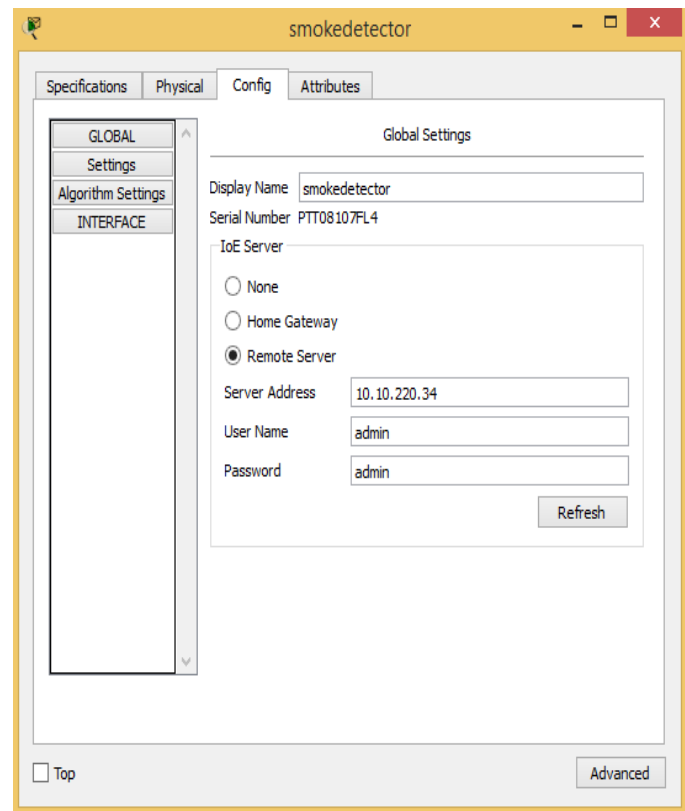 smokedetector
Specifications Physical Config Attributes
GLOBAL
Settings
Algorithm Settings
INTERFACE
Global Settings
Display Name smokedetector
Serial Number PTT08107FL4
IoE Server
None
Home Gateway
Remote Server
Server Address 10.10.220.34
User Name admin
Password admin
Refresh
Top
Advanced